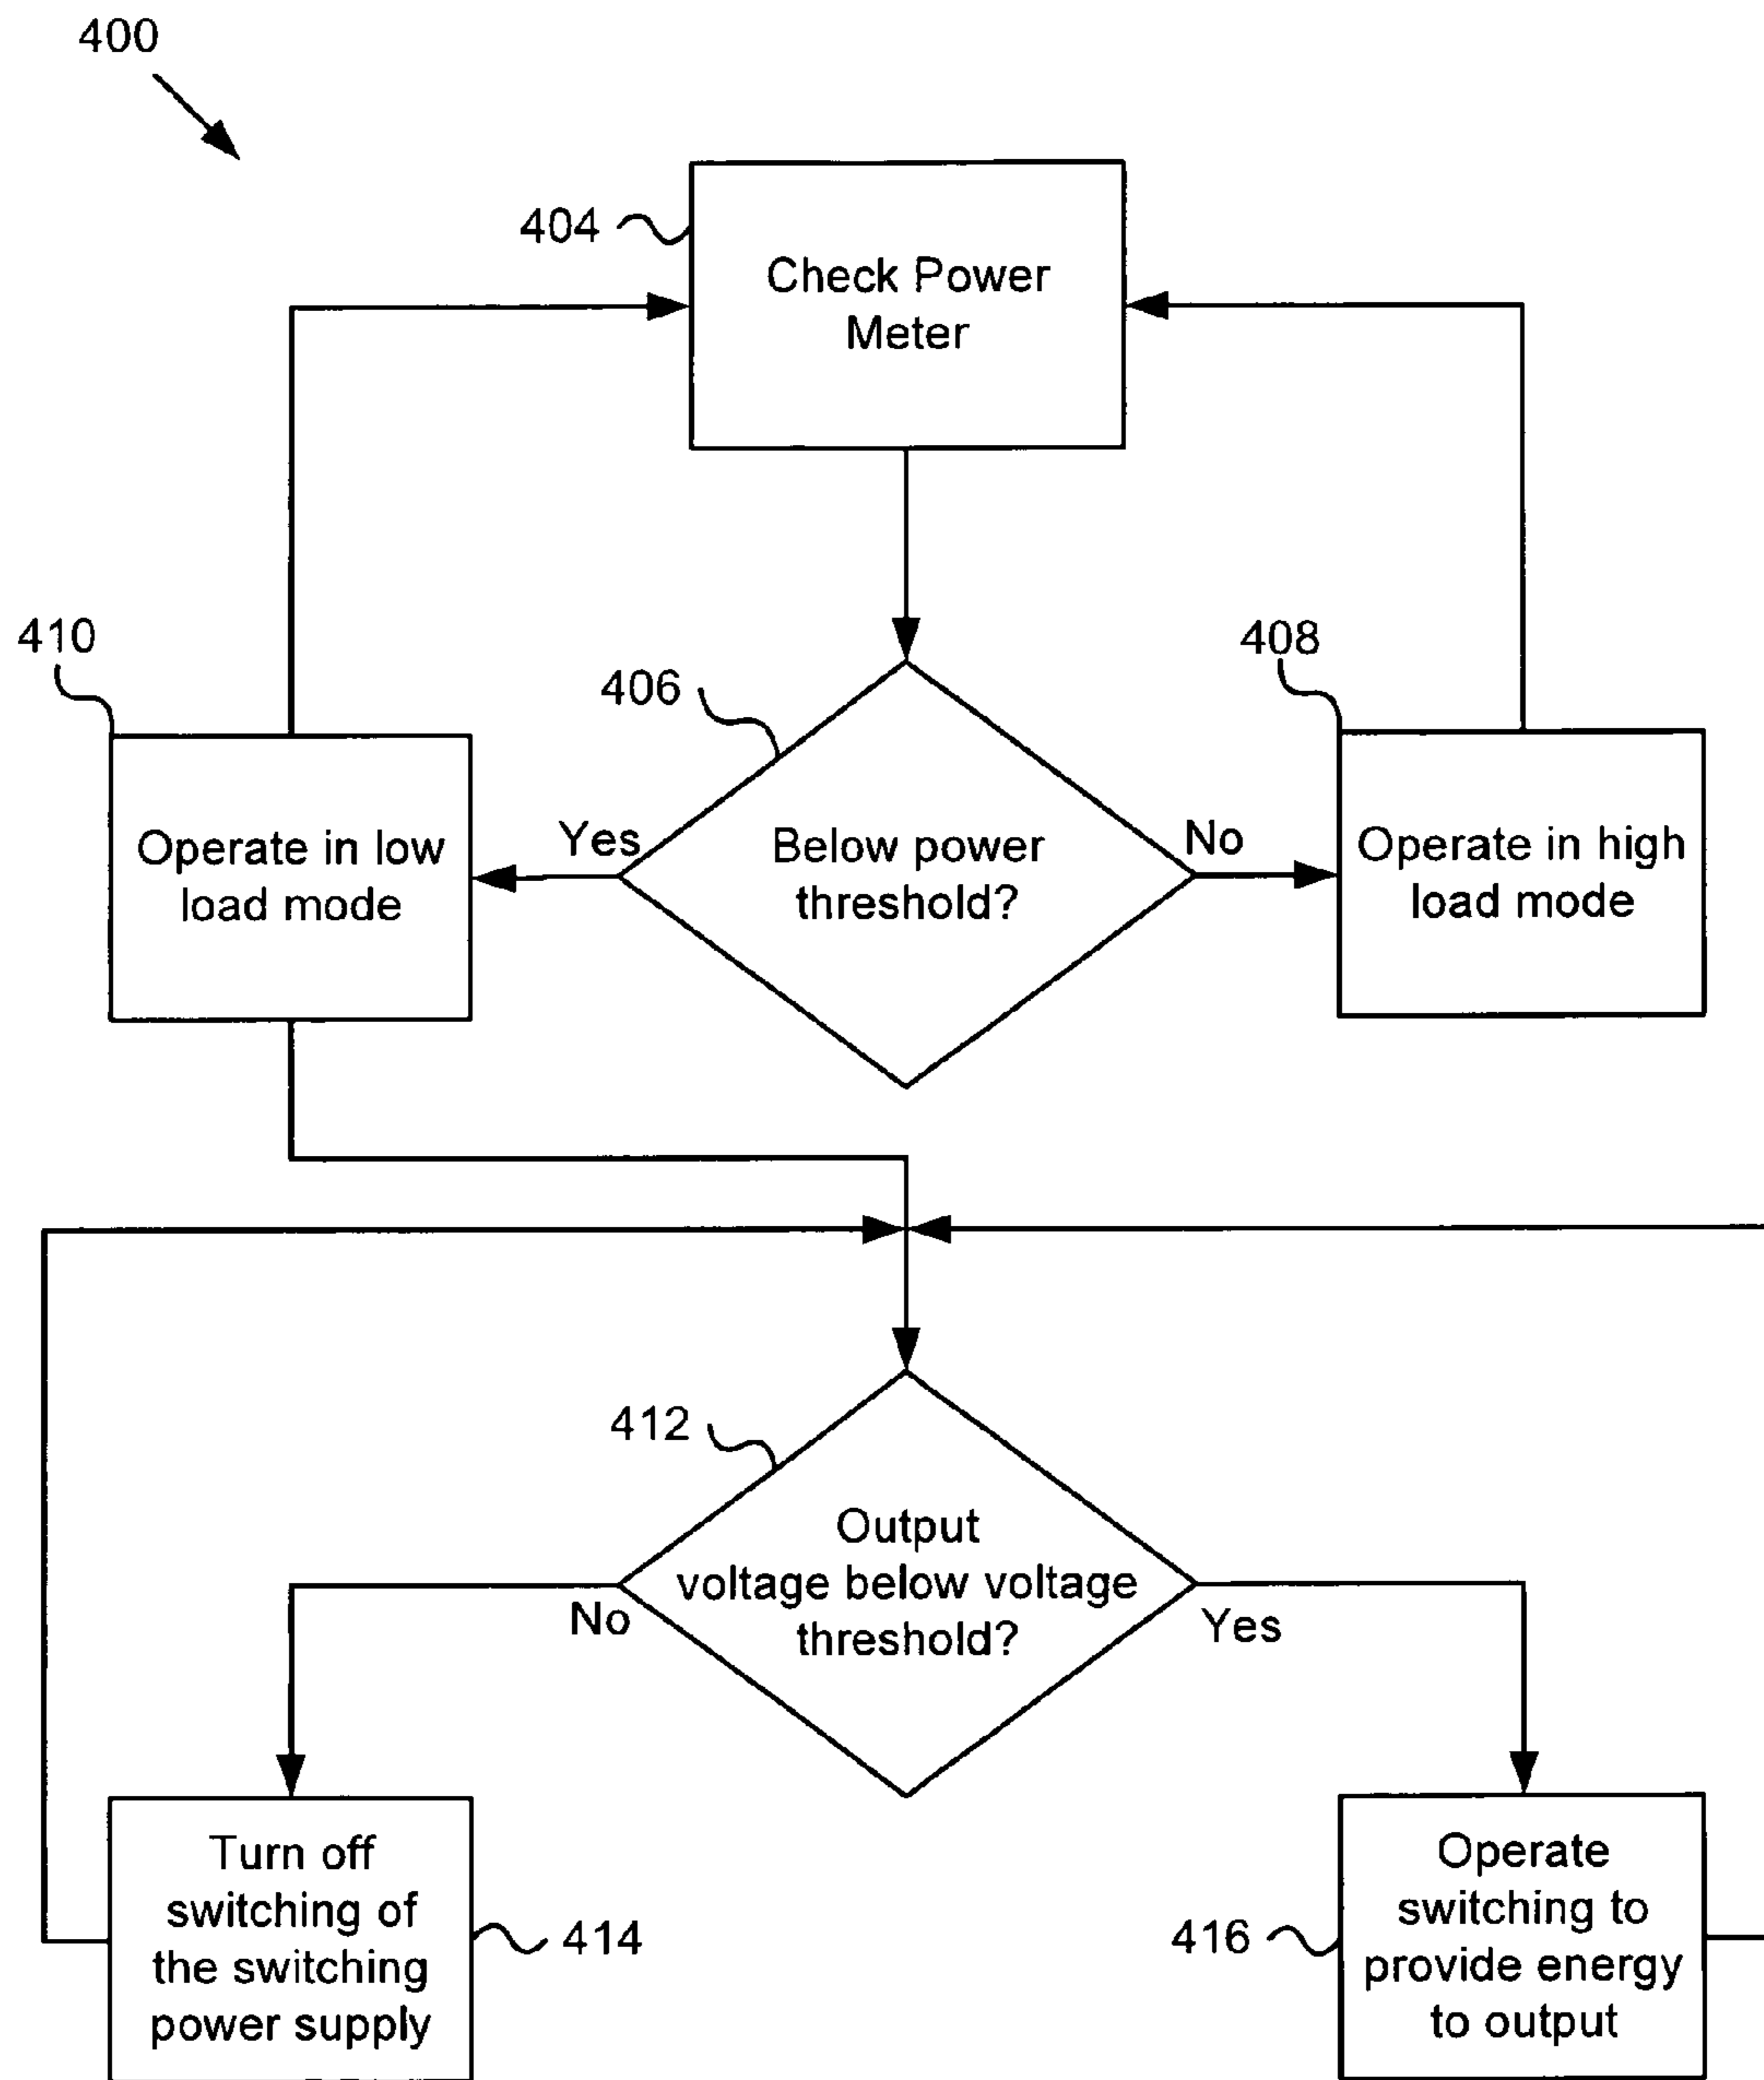 400
404
Check Power
Meter
410
406
408
Operate in low
load mode
Yes
Below power
threshold?
No
Operate in high
load mode
412
Output
voltage below voltage
threshold?
No
Yes
Turn off
switching of
the switching
power supply
414
416
Operate
switching to
provide energy
to output